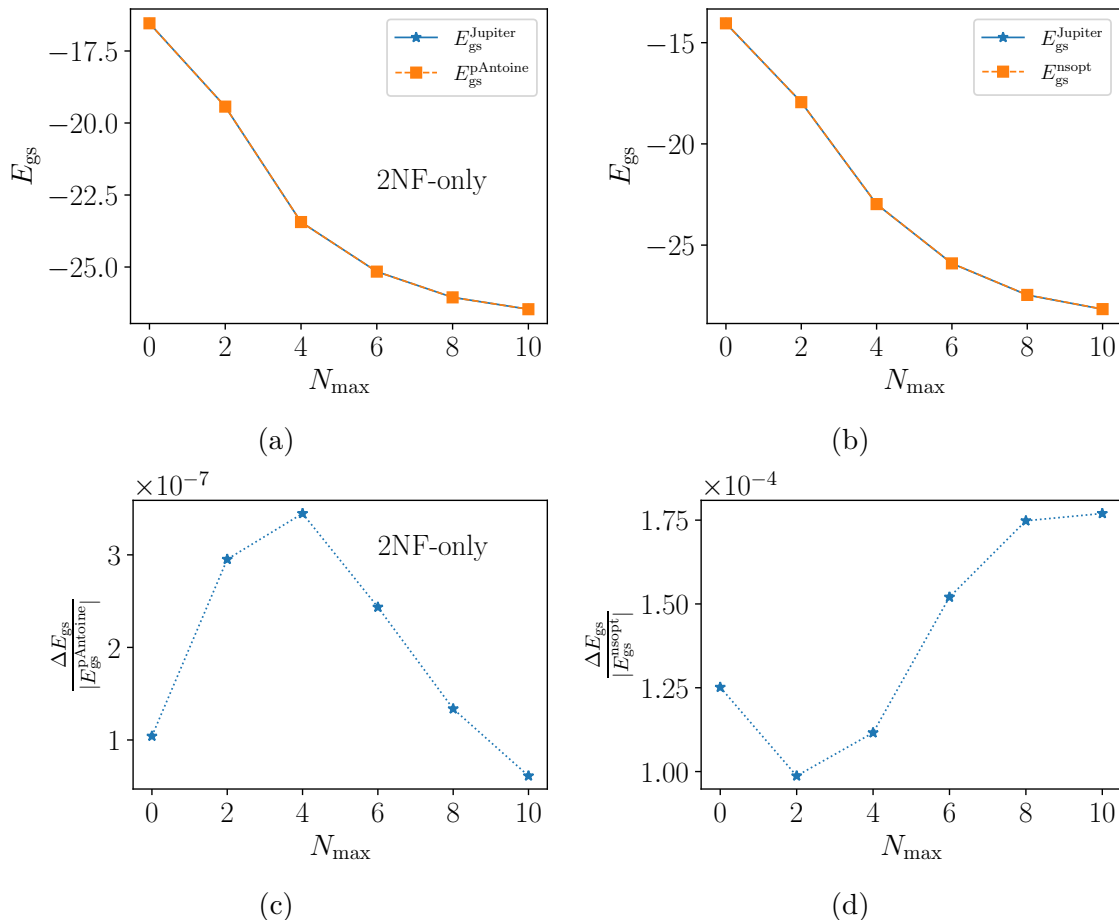 E_gs^Jupiter
E_gs^pAntoine
−17.5
−20.0
−22.5
−25.0
E_gs
2NF-only
0 2 4 6 8 10
N_max
(a)
E_gs^Jupiter
E_gs^nsopt
−15
−20
−25
E_gs
0 2 4 6 8 10
N_max
(b)
×10^−7
3
2
1
ΔE_gs
|E_gs^pAntoine|
2NF-only
0 2 4 6 8 10
N_max
(c)
×10^−4
1.75
1.50
1.25
1.00
ΔE_gs
|E_gs^nsopt|
0 2 4 6 8 10
N_max
(d)